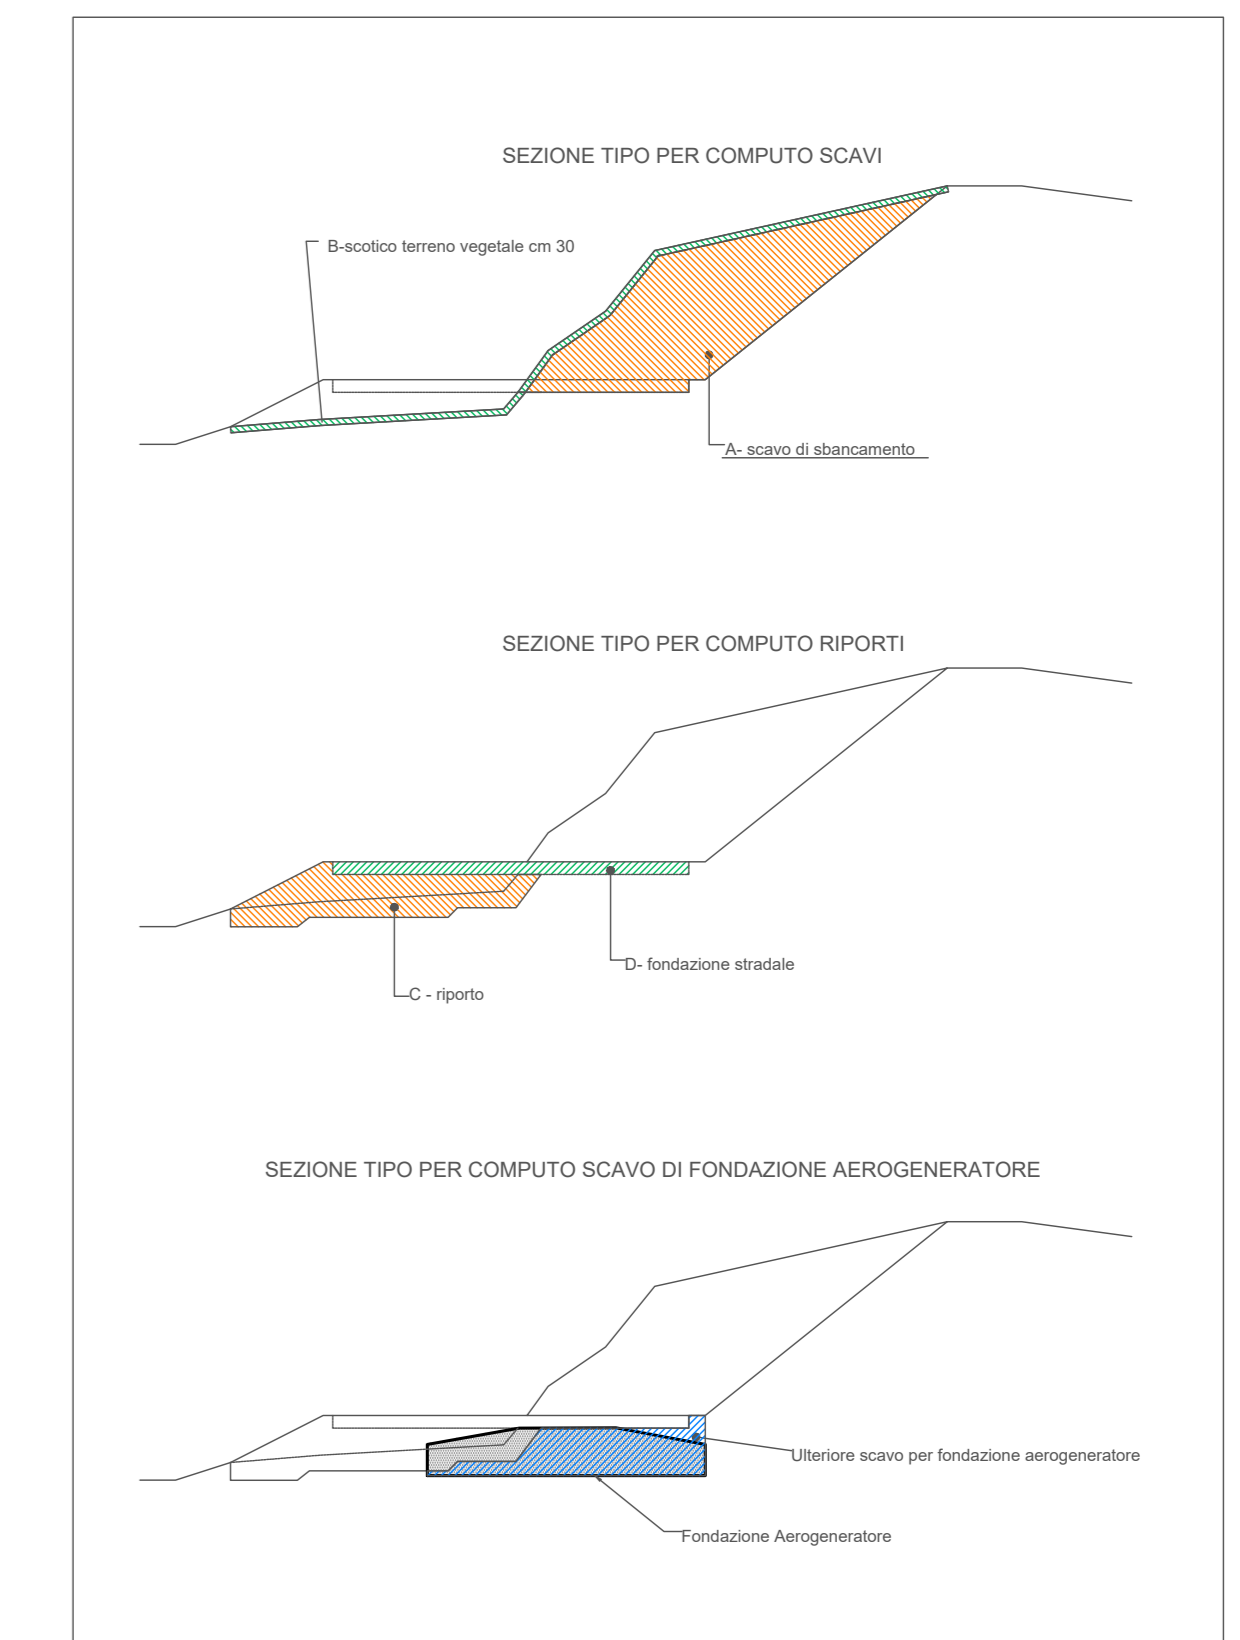 SEZIONE TIPO PER COMPUTO SCAVI
B-scotico terreno vegetale cm 30
A- scavo di sbancamento
SEZIONE TIPO PER COMPUTO RIPORTI
D- fondazione stradale
C - riporto
SEZIONE TIPO PER COMPUTO SCAVO DI FONDAZIONE AEROGENERATORE
Ulteriore scavo per fondazione aerogeneratore
Fondazione Aerogeneratore